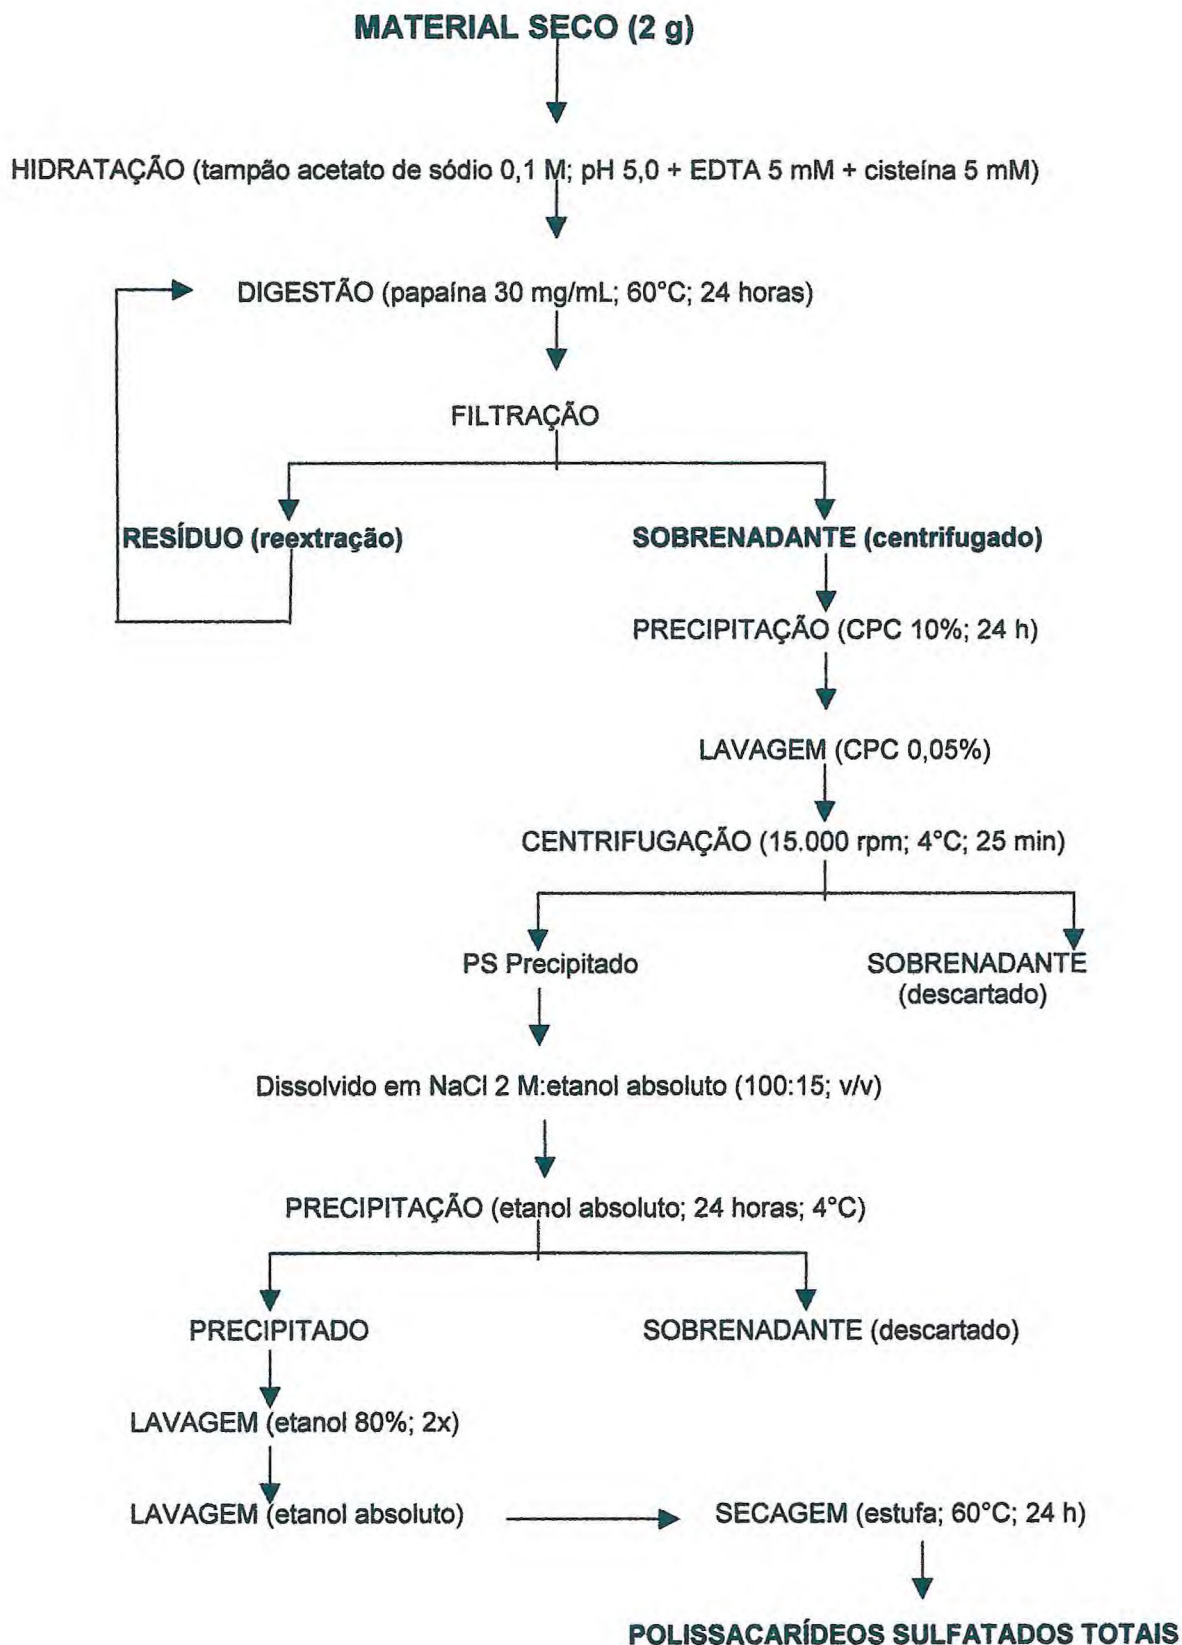 MATERIAL SECO (2 g)
HIDRATAÇÃO (tampão acetato de sódio 0,1 M; pH 5,0 + EDTA 5 mM + cisteína 5 mM)
DIGESTÃO (papaína 30 mg/mL; 60°C; 24 horas)
FILTRAÇÃO
RESÍDUO (reextração)
SOBRENADANTE (centrifugado)
PRECIPITAÇÃO (CPC 10%; 24 h)
LAVAGEM (CPC 0,05%)
CENTRIFUGAÇÃO (15.000 rpm; 4°C; 25 min)
PS Precipitado
SOBRENADANTE
(descartado)
Dissolvido em NaCl 2 M:etanol absoluto (100:15; v/v)
PRECIPITAÇÃO (etanol absoluto; 24 horas; 4°C)
PRECIPITADO
SOBRENADANTE (descartado)
LAVAGEM (etanol 80%; 2x)
LAVAGEM (etanol absoluto)
SECAGEM (estufa; 60°C; 24 h)
POLISSACARÍDEOS SULFATADOS TOTAIS